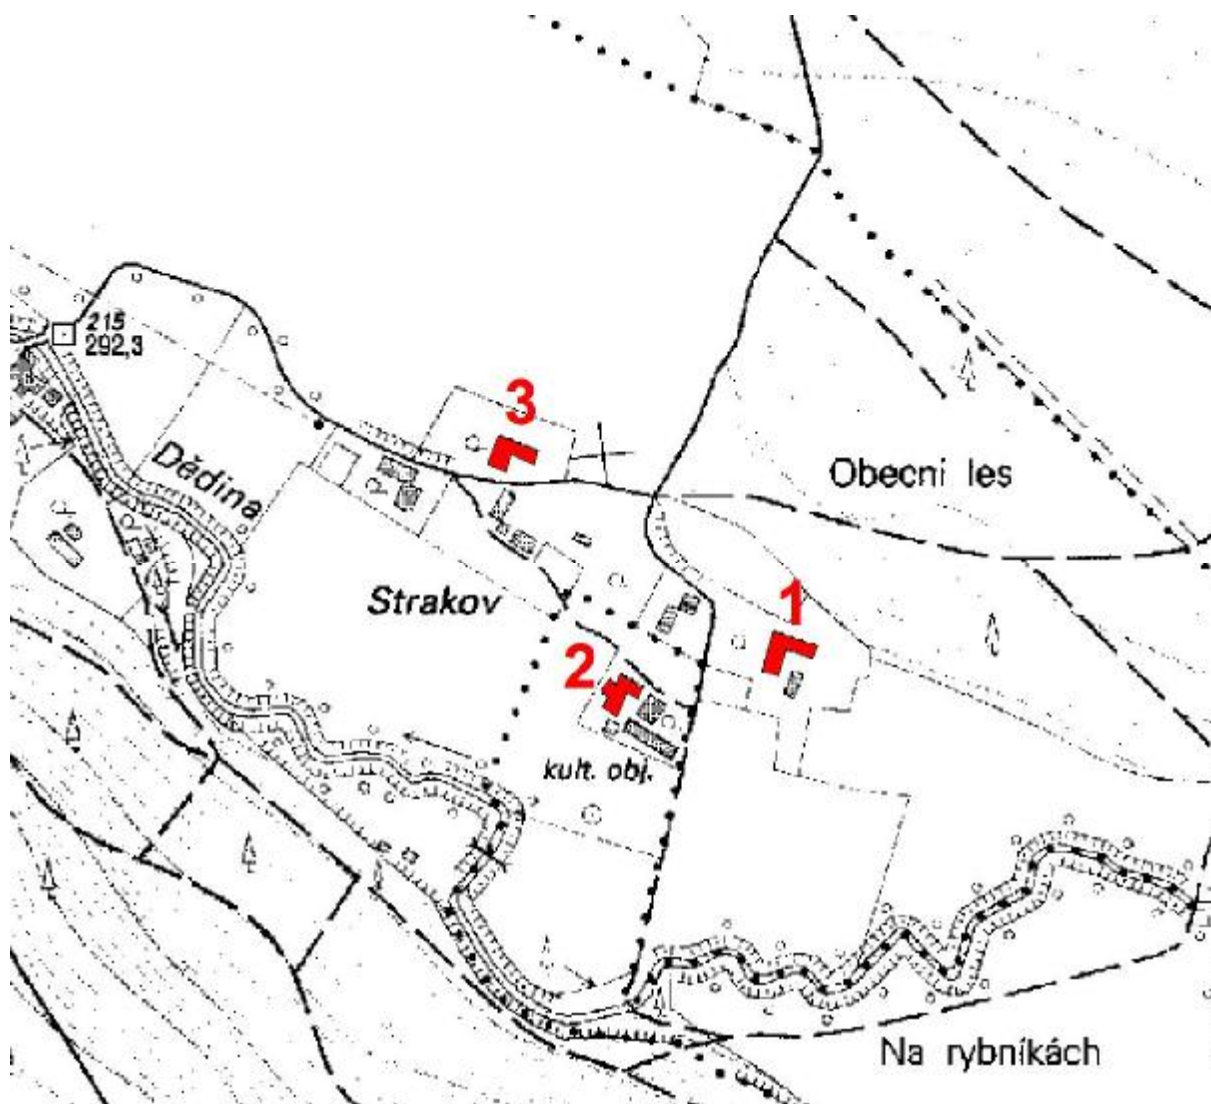 215
292,3
3
Dědina
Obecní les
Strakov
1
2
kult. obj.
Na rybníkách